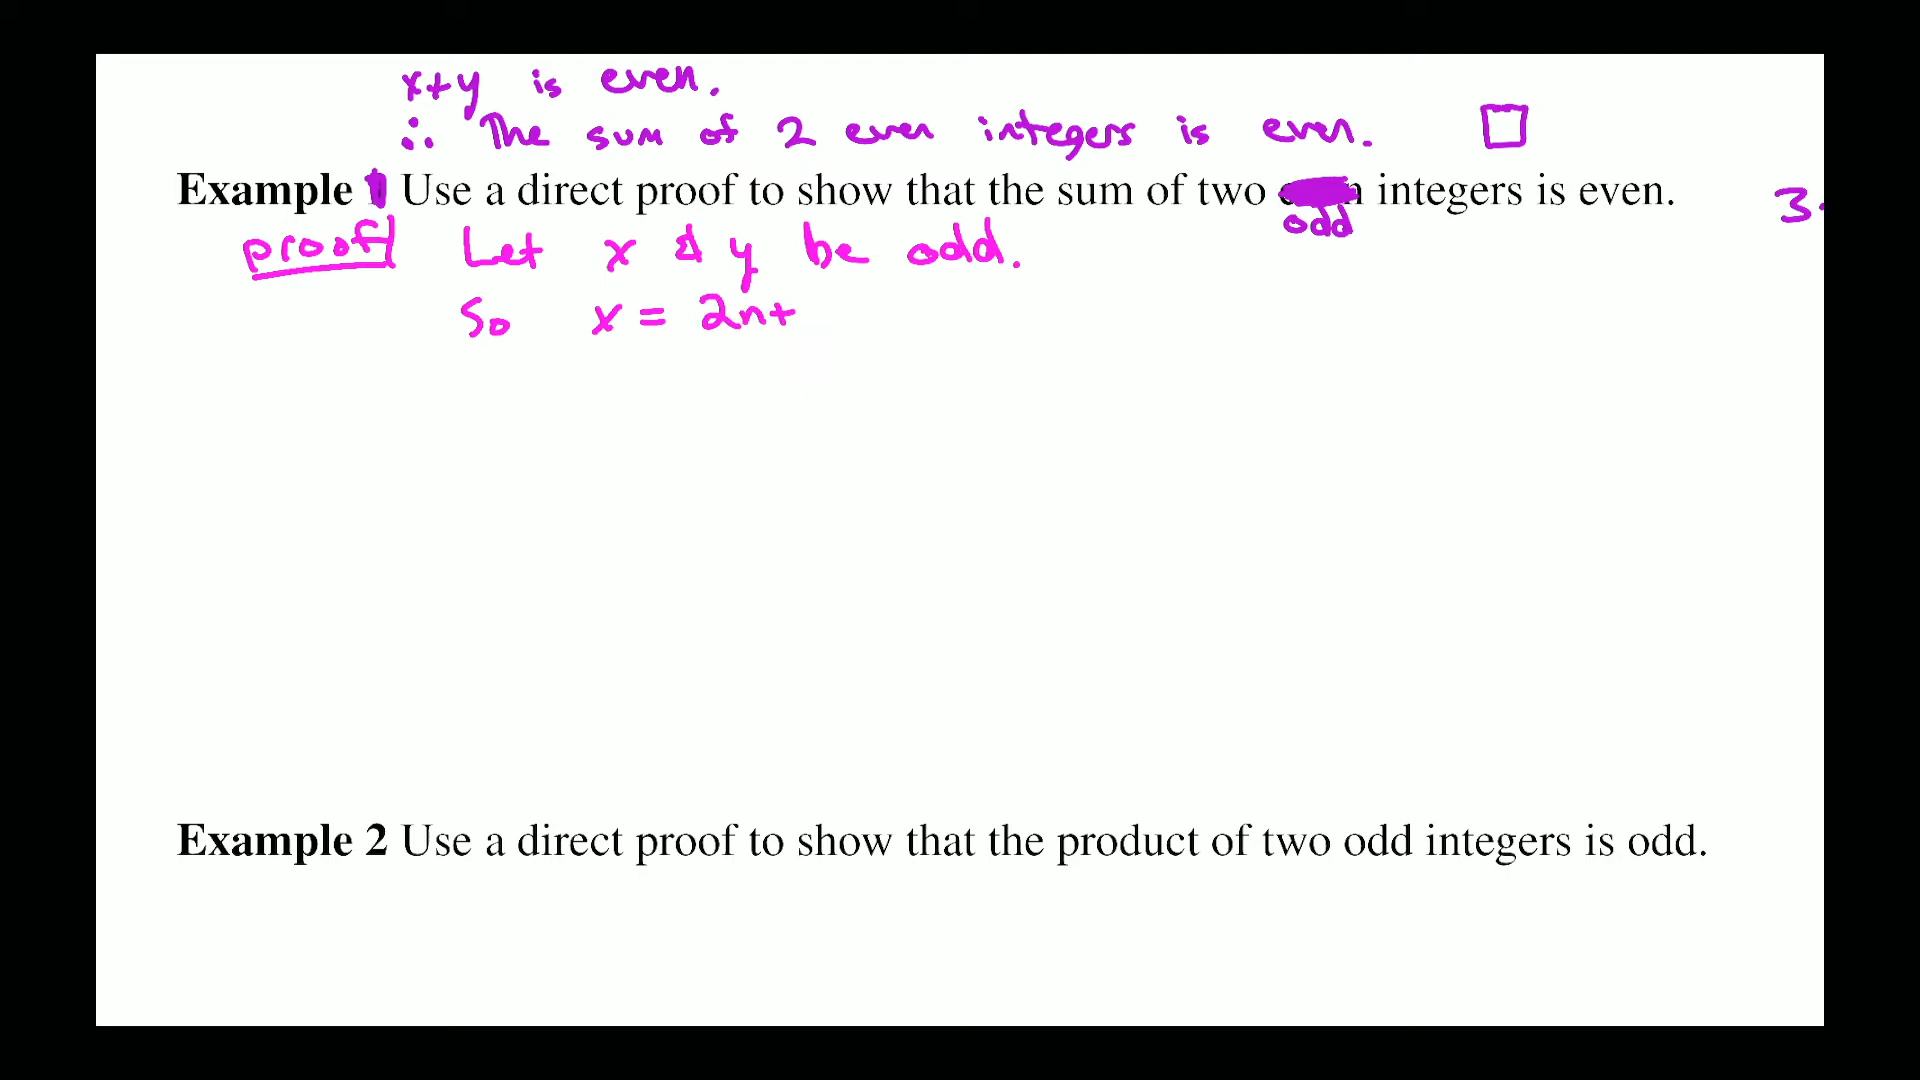 x+y is even.
∴ The sum of 2 even integers is even. □
Example Use a direct proof to show that the sum of two integers is even.
odd
3
proof Let x & y be odd.
So x = 2n+
Example 2 Use a direct proof to show that the product of two odd integers is odd.